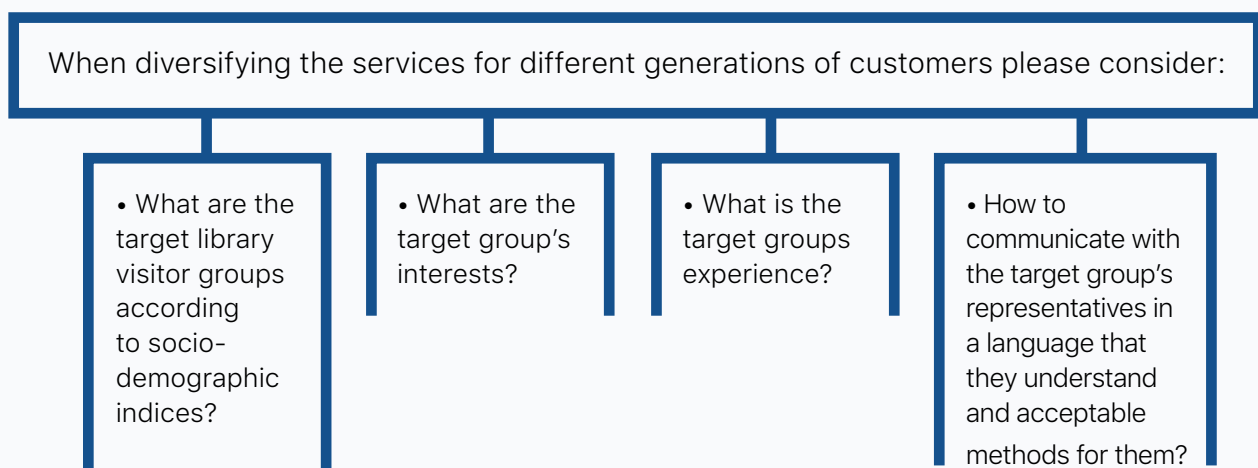 When diversifying the services for different generations of customers please consider:
• What are the
target library
visitor groups
according
to socio-
demographic
indices?
• What are the
target group's
interests?
• What is the
target groups
experience?
• How to
communicate with
the target group's
representatives in
a language that
they understand
and acceptable
methods for them?